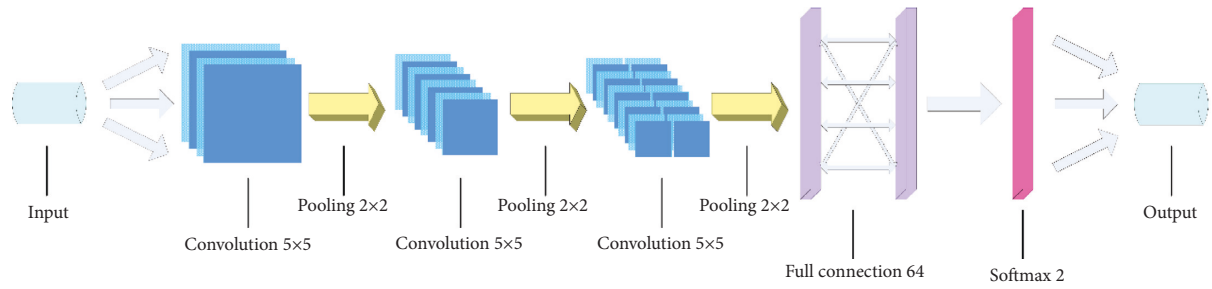 Input
Convolution 5×5
Pooling 2×2
Convolution 5×5
Pooling 2×2
Convolution 5×5
Pooling 2×2
Full connection 64
Softmax 2
Output